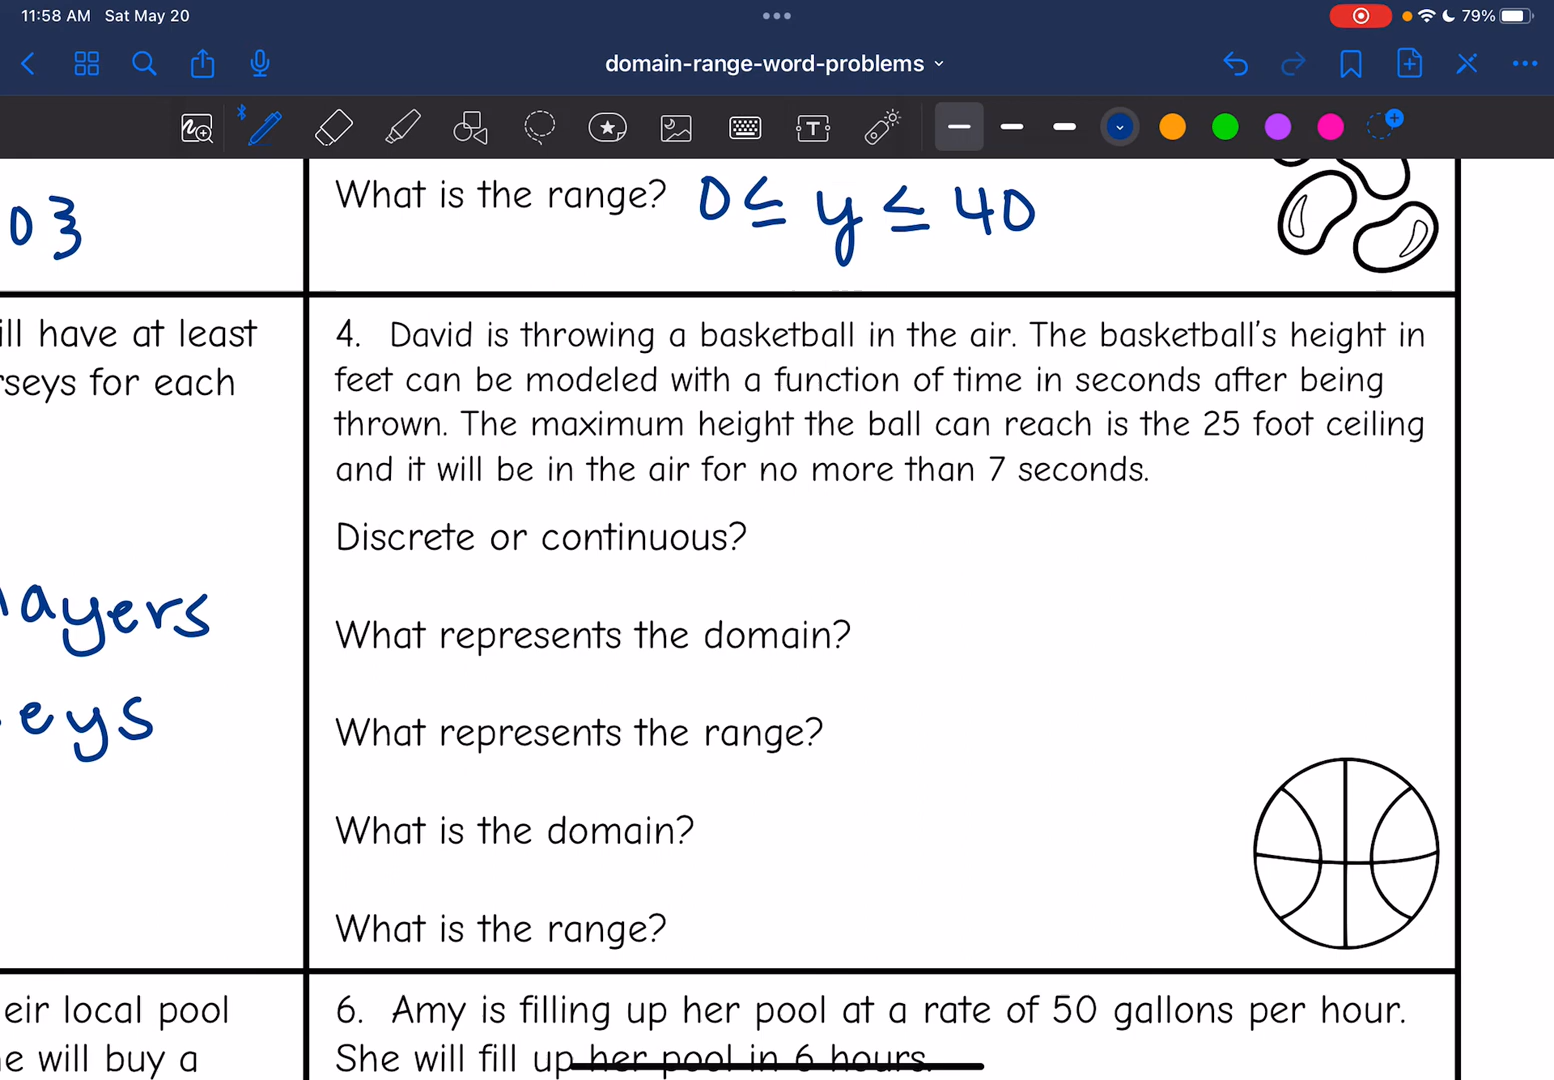 11:58 AM Sat May 20
79%
domain-range-word-problems
What is the range? 0 ≤ y ≤ 40
0}
ill have at least
rseys for each
ayers
eys
4. David is throwing a basketball in the air. The basketball's height in
feet can be modeled with a function of time in seconds after being
thrown. The maximum height the ball can reach is the 25 foot ceiling
and it will be in the air for no more than 7 seconds.
Discrete or continuous?
What represents the domain?
What represents the range?
What is the domain?
What is the range?
eir local pool
e will buy a
6. Amy is filling up her pool at a rate of 50 gallons per hour.
She will fill up her pool in 6 hours.